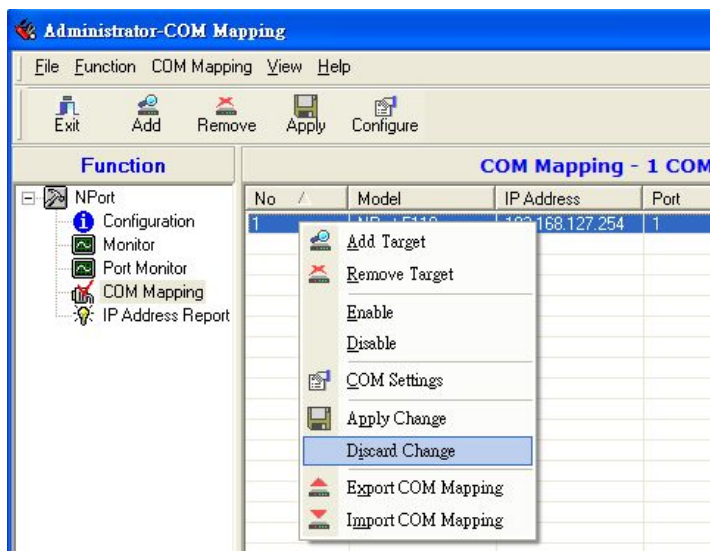 Administrator-COM Mapping
File Function COM Mapping View Help
Exit Add Remove Apply Configure
Function
COM Mapping - 1 COM
NPort
Configuration
Monitor
Port Monitor
COM Mapping
IP Address Report
No Model IP Address Port
1 192.168.127.254 1
Add Target
Remove Target
Enable
Disable
COM Settings
Apply Change
Discard Change
Export COM Mapping
Import COM Mapping